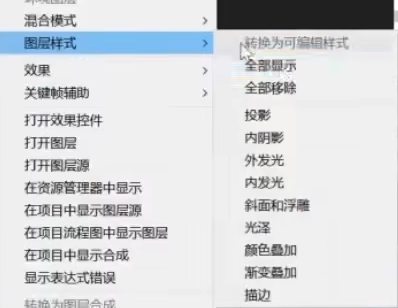 环境图层
混合模式
图层样式
效果
关键帧辅助
打开效果控件
打开图层
打开图层源
在资源管理器中显示
在项目中显示图层源
在项目流程图中显示图层
在项目中显示合成
显示表达式错误
转换为图层合成
转换为可编辑样式
全部显示
全部移除
投影
内阴影
外发光
内发光
斜面和浮雕
光泽
颜色叠加
渐变叠加
描边